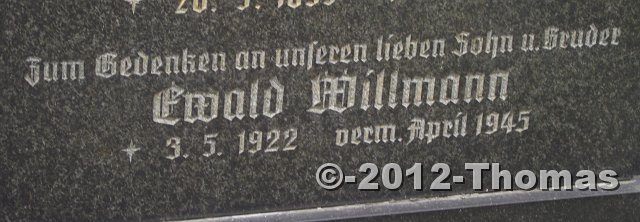 Zum Gedenken an unseren lieben Sohn u. Bruder
Ewald Willmann
3. 5. 1922 verm. April 1945
©-2012-Thomas